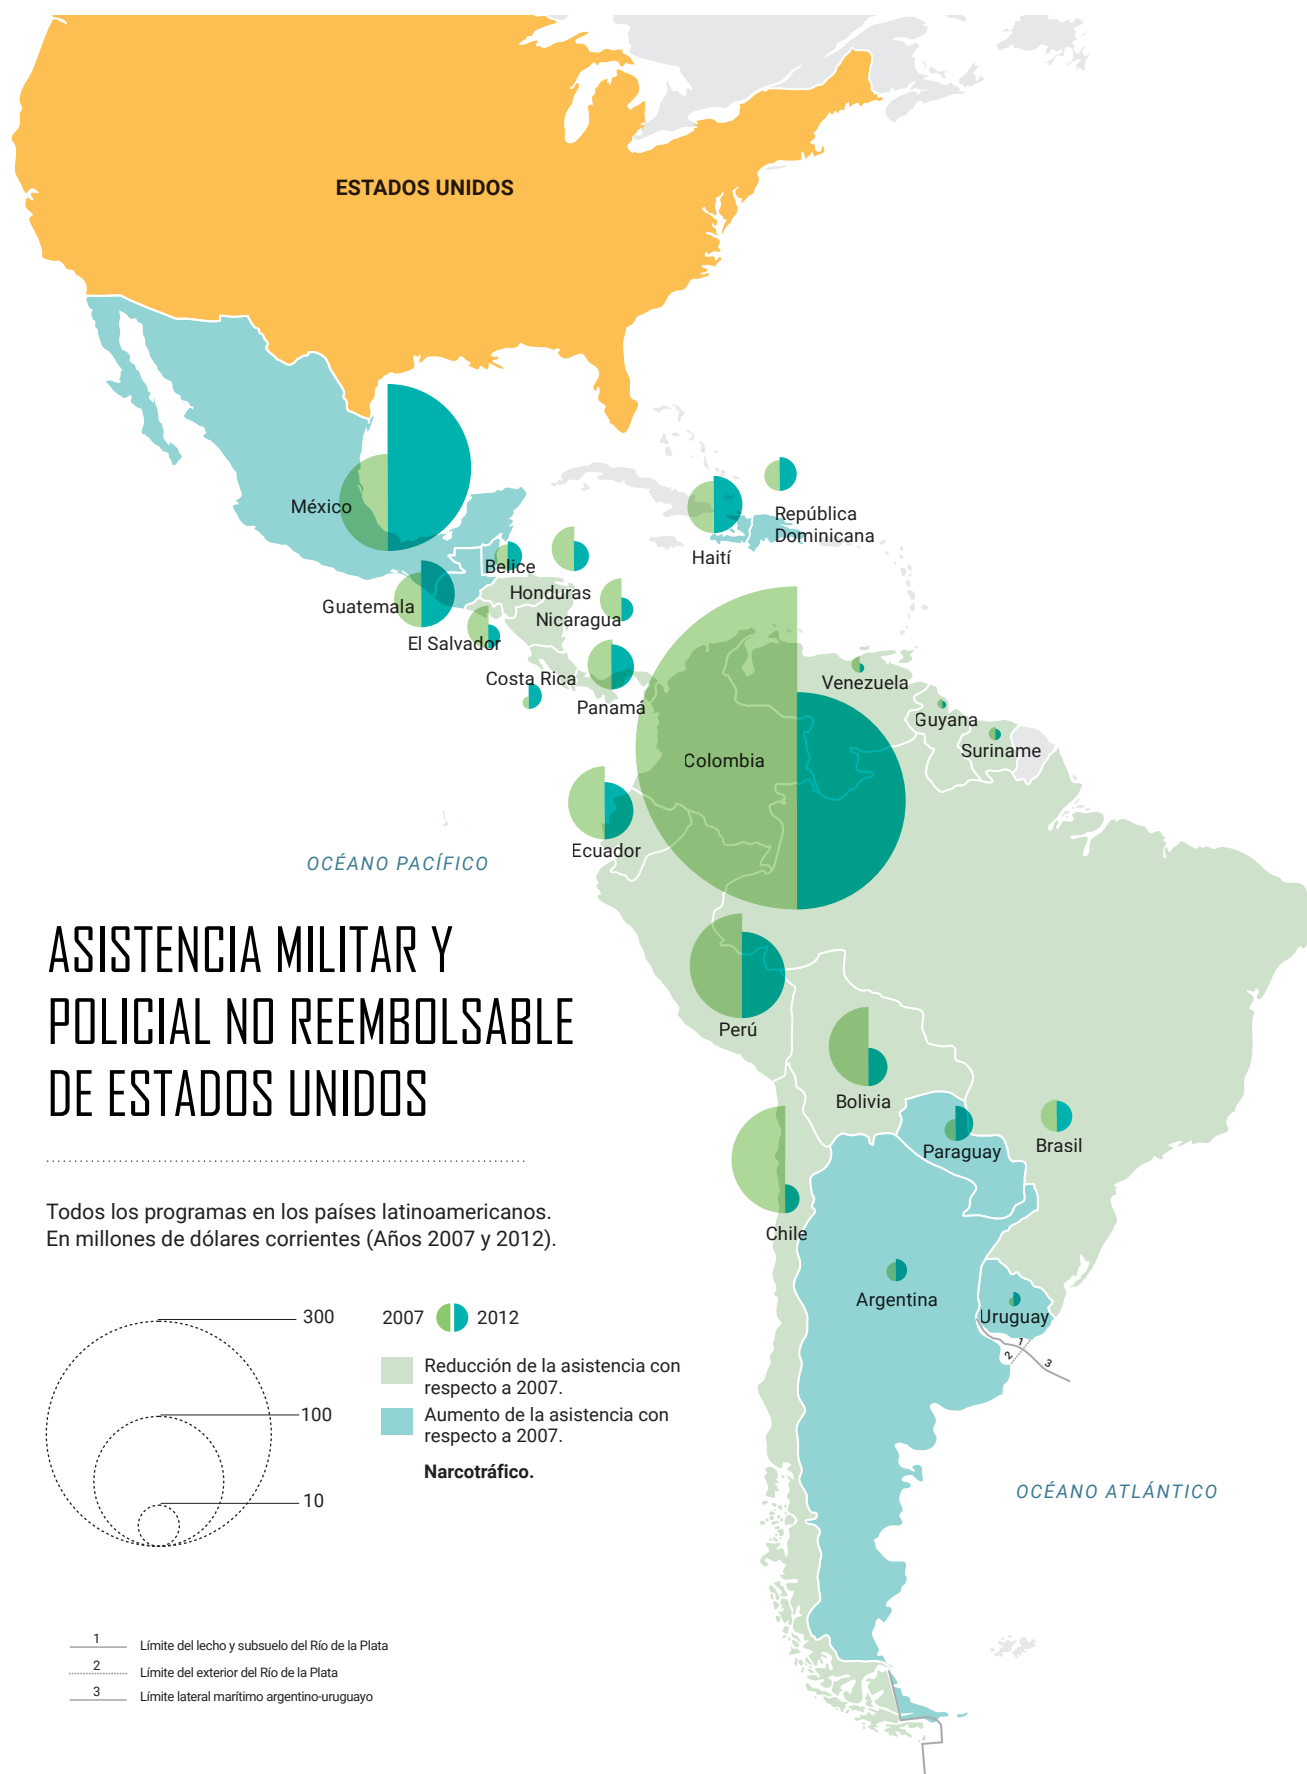 ESTADOS UNIDOS
México
República
Dominicana
Haití
Belice
Honduras
Guatemala
Nicaragua
El Salvador
Costa Rica
Panamá
Venezuela
Guyana
Suriname
Colombia
Ecuador
OCÉANO PACÍFICO
ASISTENCIA MILITAR Y
POLICIAL NO REEMBOLSABLE
DE ESTADOS UNIDOS
Perú
Bolivia
Paraguay
Brasil
Todos los programas en los países latinoamericanos.
En millones de dólares corrientes (Años 2007 y 2012).
Chile
Argentina
Uruguay
1
2
3
300
100
10
2007
2012
Reducción de la asistencia con
respecto a 2007.
Aumento de la asistencia con
respecto a 2007.
Narcotráfico.
OCÉANO ATLÁNTICO
1 Límite del lecho y subsuelo del Río de la Plata
2 Límite del exterior del Río de la Plata
3 Límite lateral marítimo argentino-uruguayo